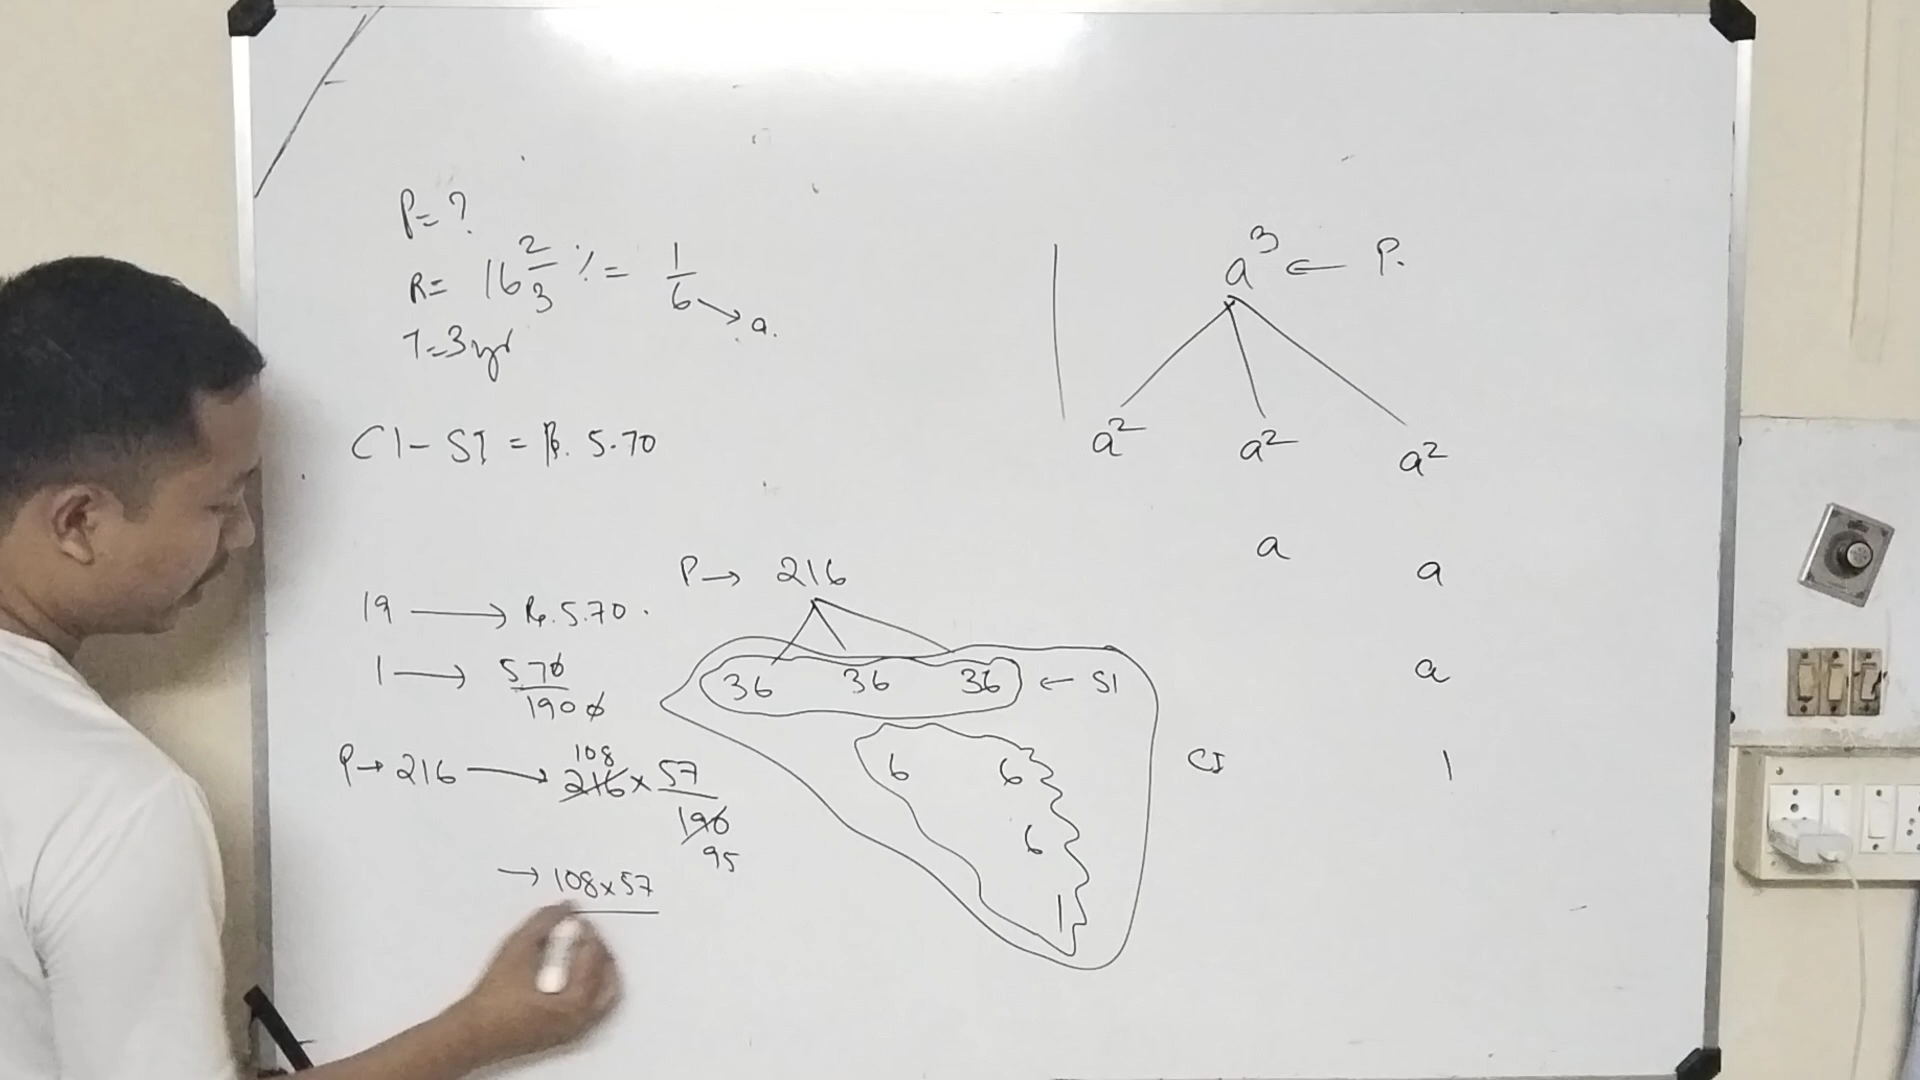 P = ?
R = 16 2/3 % = 1/6 → a.
T = 3 yr
CI - SI = Rs. 5.70
19 → Rs. 5.70.
1 → 570/1900
P → 216 → 216 × 57/190
108
95
→ 108×57
P → 216
36 36 36 ← SI
6 6
6
1
CI
a³ ← P.
a² a² a²
a a
a
1